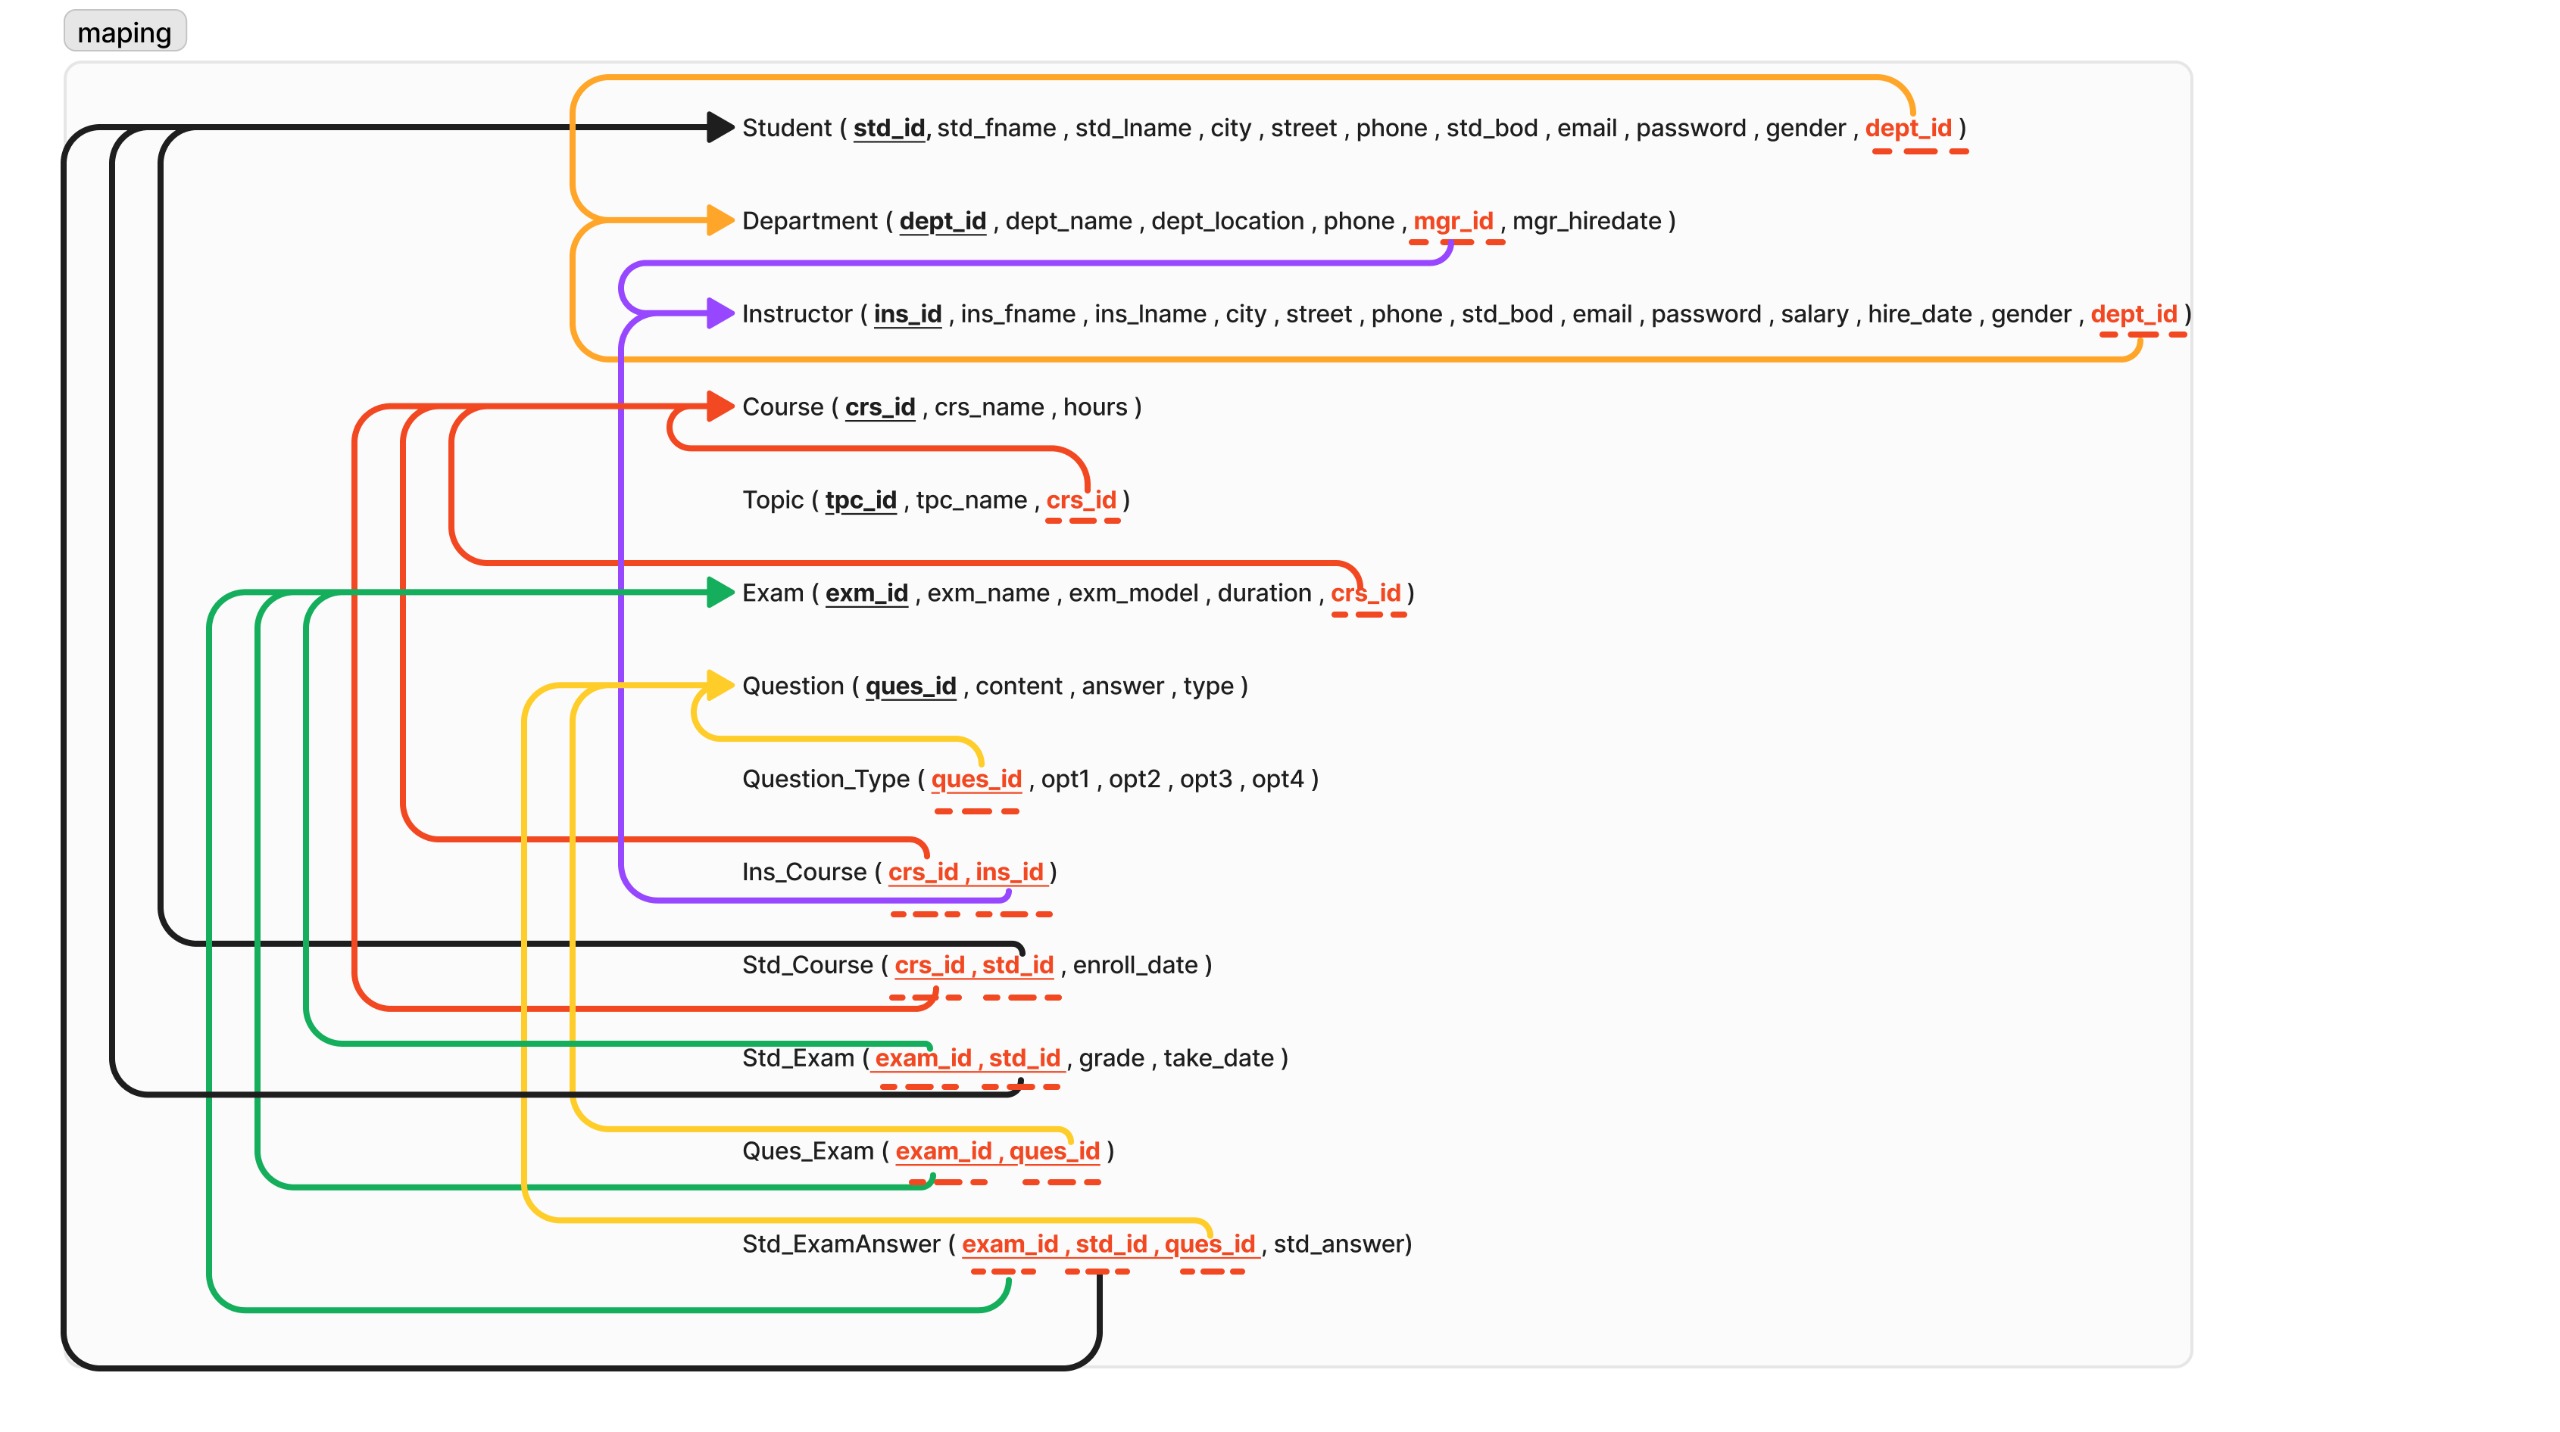 maping
Student ( std_id, std_fname , std_lname , city , street , phone , std_bod , email , password , gender , dept_id )
Department ( dept_id , dept_name , dept_location , phone , mgr_id , mgr_hiredate )
Instructor ( ins_id , ins_fname , ins_lname , city , street , phone , std_bod , email , password , salary , hire_date , gender , dept_id )
Course ( crs_id , crs_name , hours )
Topic ( tpc_id , tpc_name , crs_id )
Exam ( exm_id , exm_name , exm_model , duration , crs_id )
Question ( ques_id , content , answer , type )
Question_Type ( ques_id , opt1 , opt2 , opt3 , opt4 )
Ins_Course ( crs_id , ins_id )
Std_Course ( crs_id , std_id , enroll_date )
Std_Exam ( exam_id , std_id , grade , take_date )
Ques_Exam ( exam_id , ques_id )
Std_ExamAnswer ( exam_id , std_id , ques_id , std_answer)